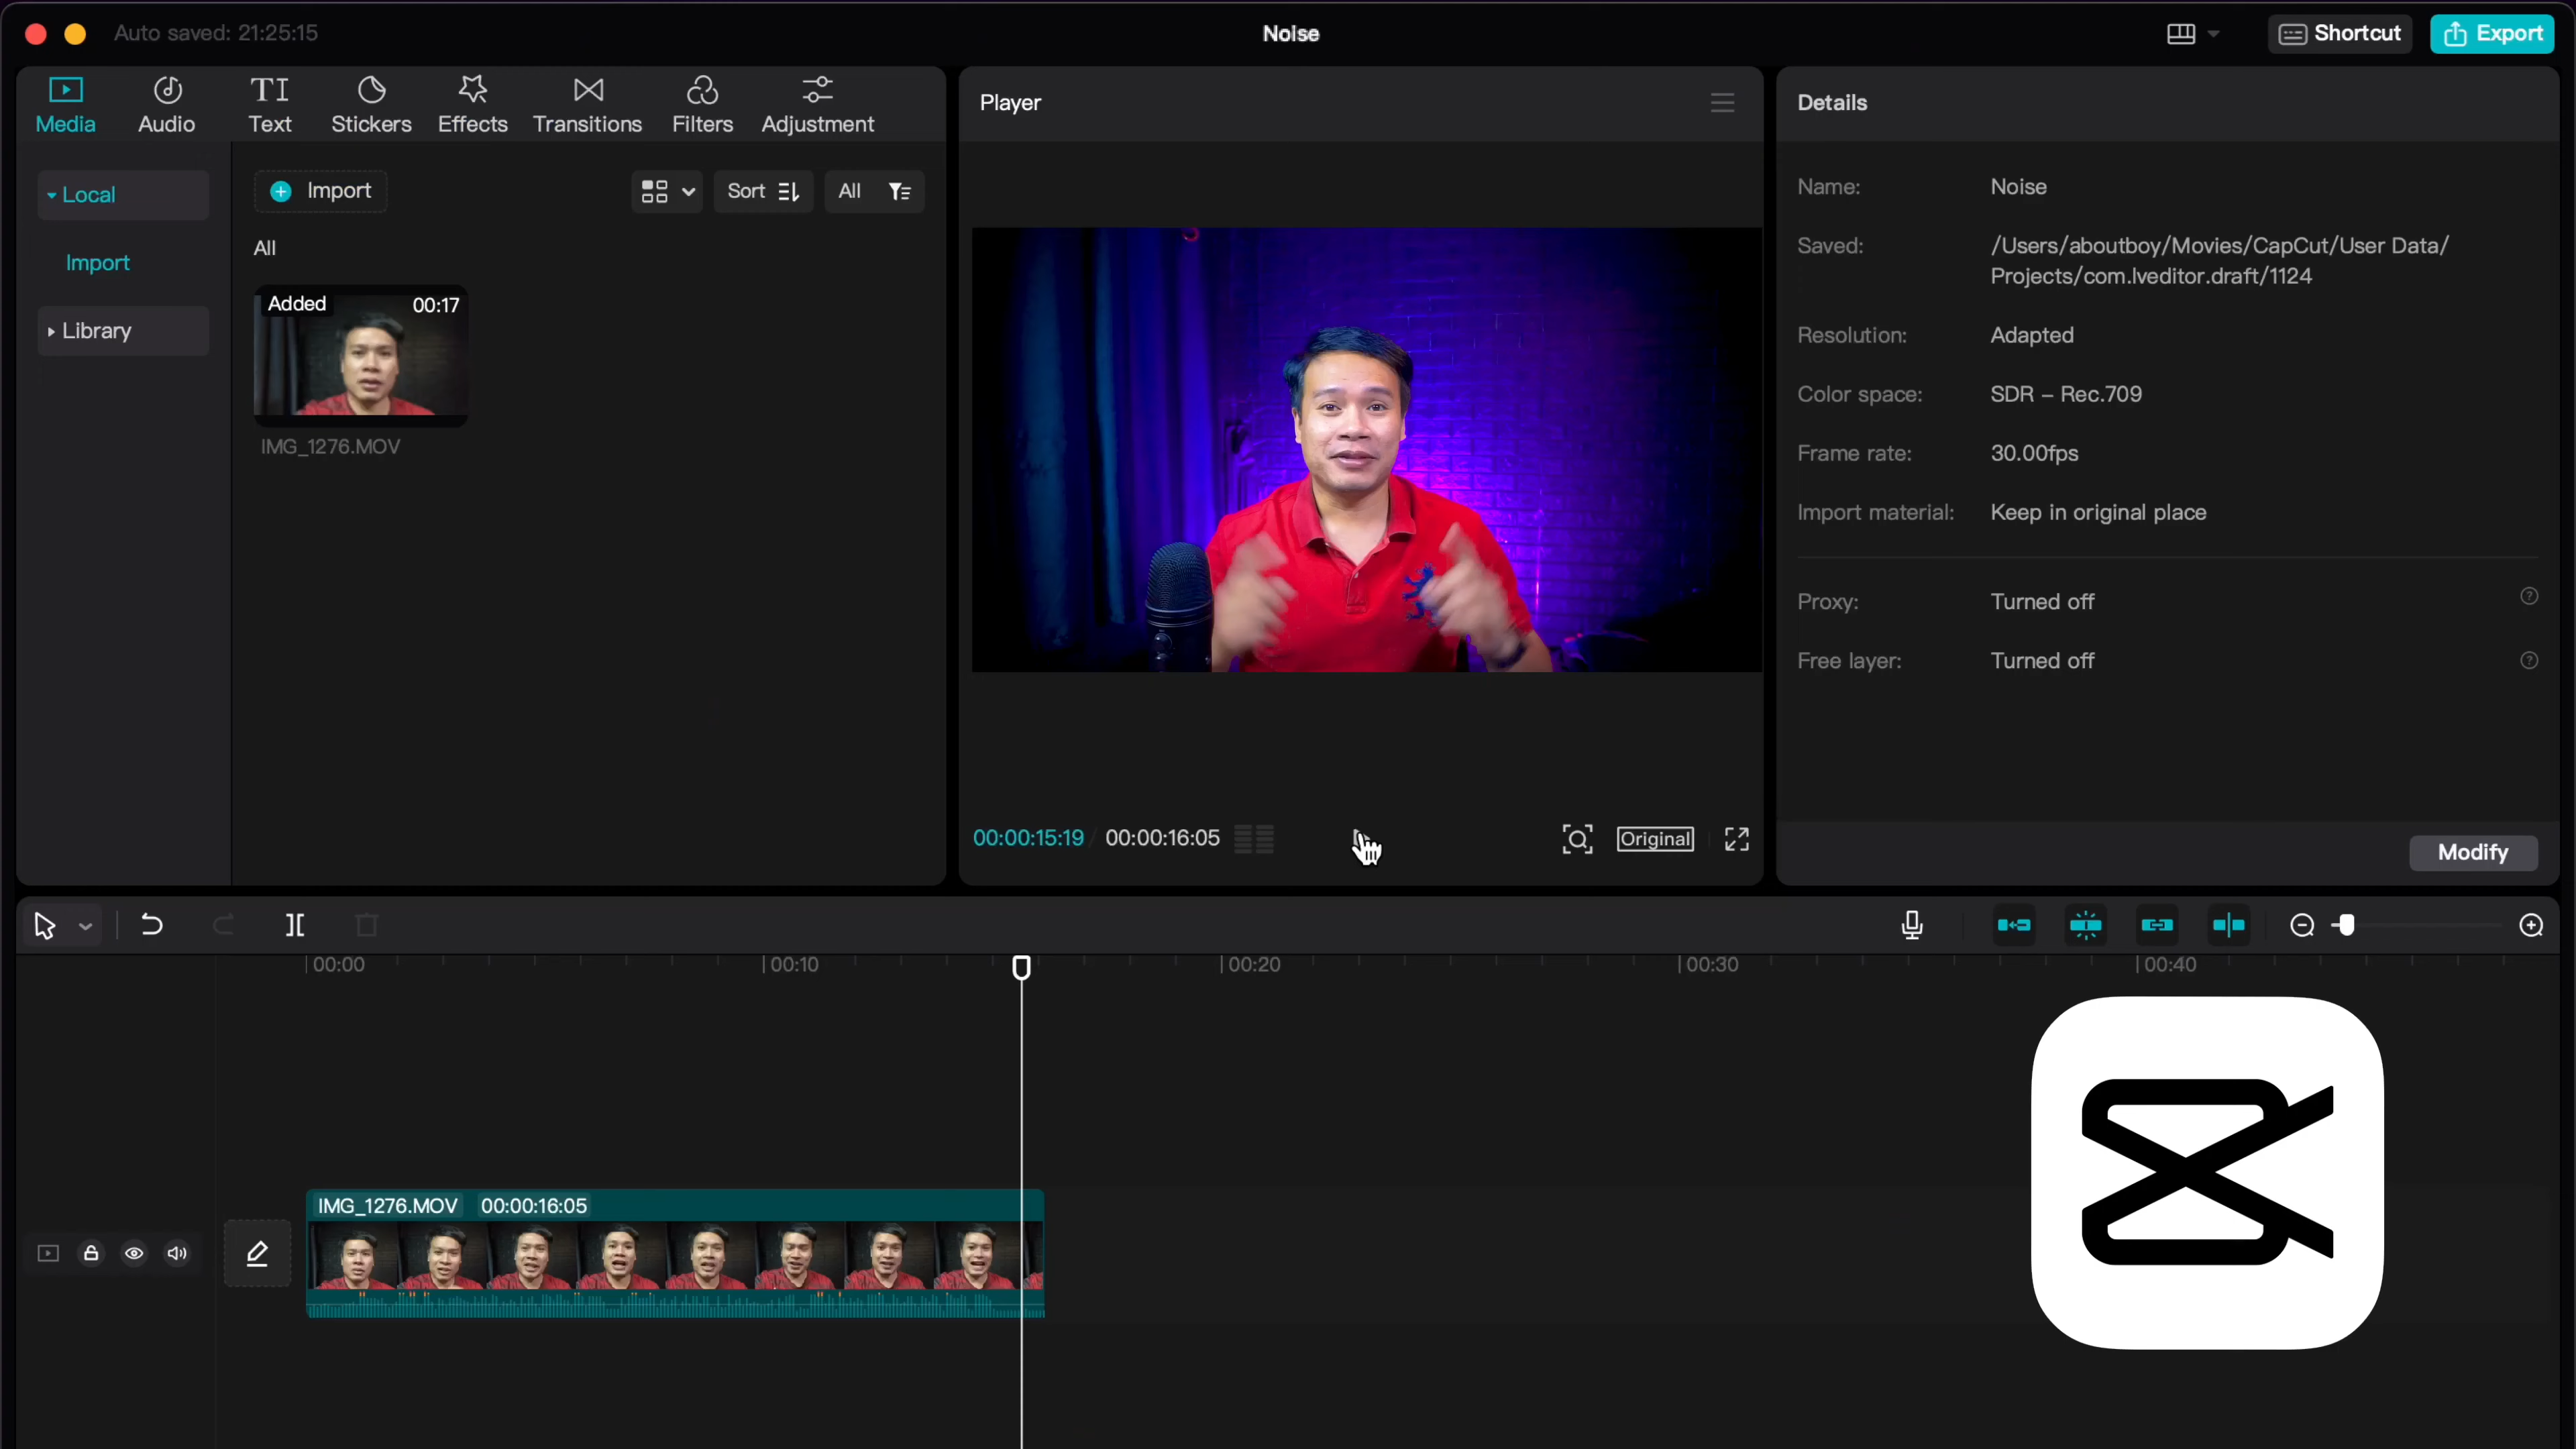 Auto saved: 21:25:15
Noise
Shortcut
Export
Media
Audio
TI
Text
Stickers
Effects
Transitions
Filters
Adjustment
Local
Import
Library
Import
Sort
All
All
Added
00:17
IMG_1276.MOV
Player
00:00:15:19 / 00:00:16:05
Original
Details
Name: Noise
Saved: /Users/aboutboy/Movies/CapCut/User Data/
Projects/com.lveditor.draft/1124
Resolution: Adapted
Color space: SDR – Rec.709
Frame rate: 30.00fps
Import material: Keep in original place
Proxy: Turned off
Free layer: Turned off
Modify
00:00
00:10
00:20
00:30
00:40
IMG_1276.MOV 00:00:16:05